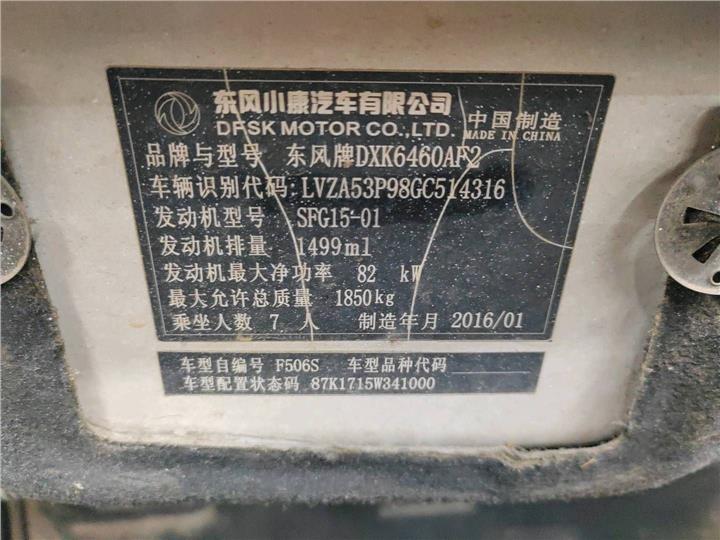 东风小康汽车有限公司
DFSK MOTOR CO., LTD.
中国制造
MADE IN CHINA
品牌与型号 东风牌DXK6460AF2
车辆识别代码:LVZA53P98GC514316
发动机型号 SFG15-01
发动机排量 1499ml
发动机最大净功率 82 kW
最大允许总质量 1850kg
乘坐人数 7 人 制造年月 2016/01
车型自编号 F506S 车型品种代码
车型配置状态码 87K1715W341000